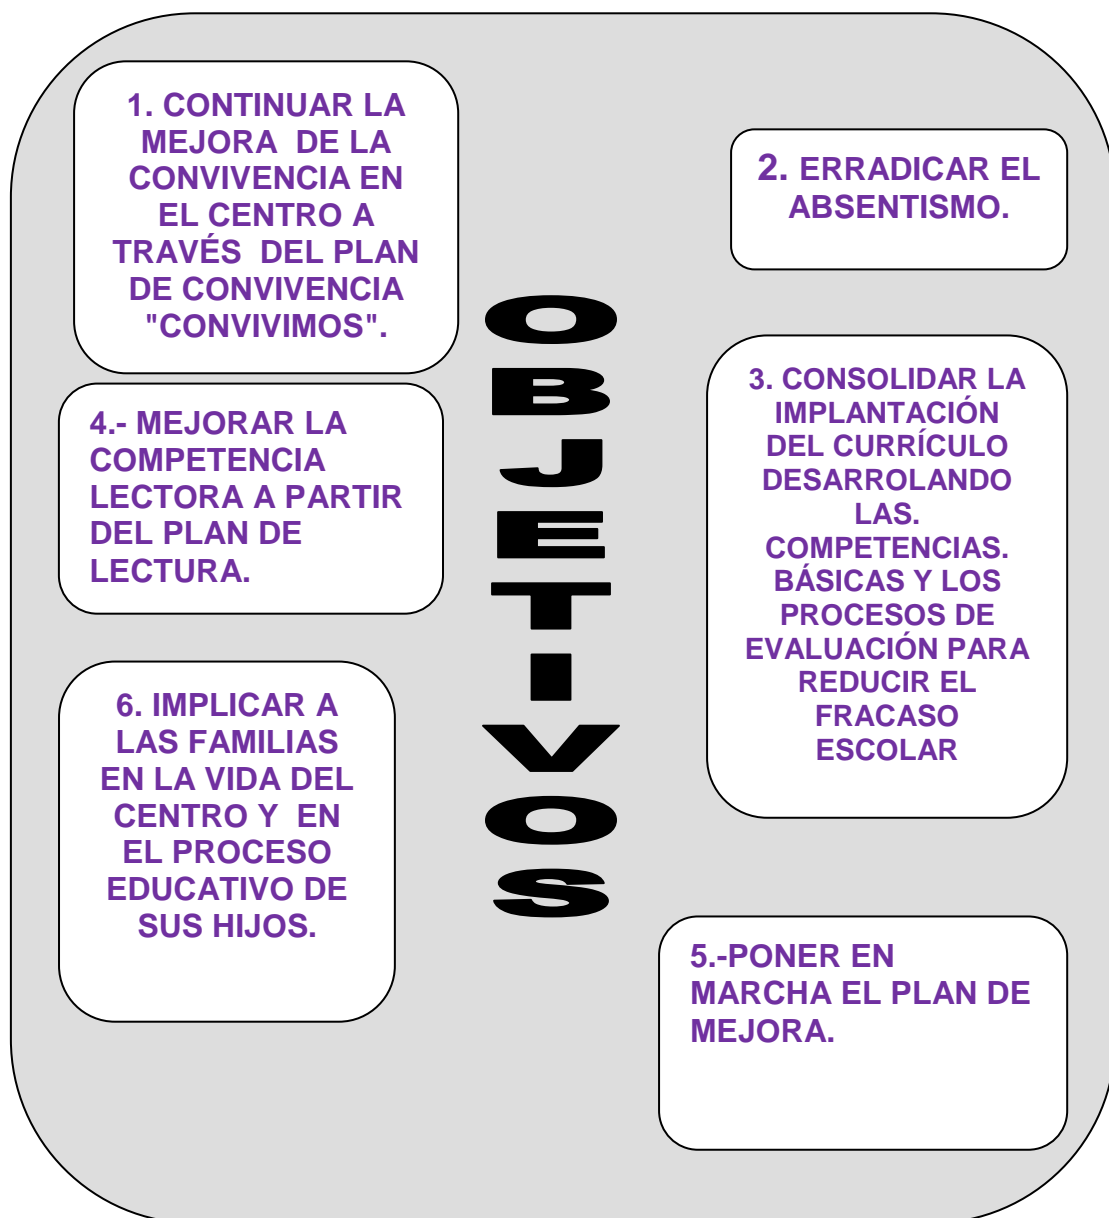 1. CONTINUAR LA
MEJORA DE LA
CONVIVENCIA EN
EL CENTRO A
TRAVÉS DEL PLAN
DE CONVIVENCIA
"CONVIVIMOS".
2. ERRADICAR EL
ABSENTISMO.
O
B
J
E
T
I
V
O
S
3. CONSOLIDAR LA
IMPLANTACIÓN
DEL CURRÍCULO
DESARROLANDO
LAS.
COMPETENCIAS.
BÁSICAS Y LOS
PROCESOS DE
EVALUACIÓN PARA
REDUCIR EL
FRACASO
ESCOLAR
4.- MEJORAR LA
COMPETENCIA
LECTORA A PARTIR
DEL PLAN DE
LECTURA.
5.-PONER EN
MARCHA EL PLAN DE
MEJORA.
6. IMPLICAR A
LAS FAMILIAS
EN LA VIDA DEL
CENTRO Y EN
EL PROCESO
EDUCATIVO DE
SUS HIJOS.